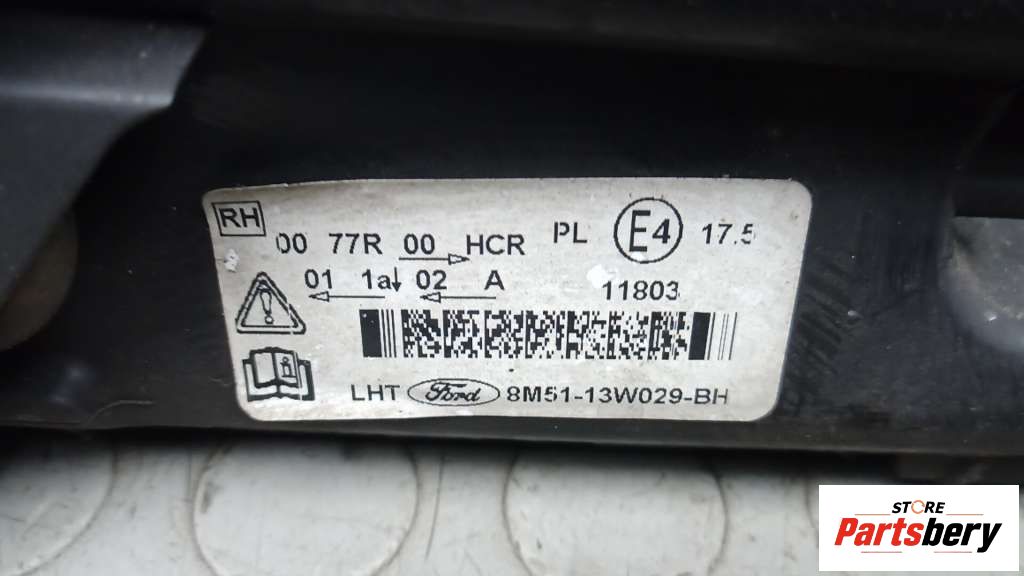 RH
00 77R 00 HCR PL E4 17.5
01 1a 02 A 11803
LHT Ford 8M51-13W029-BH
STORE
Partsbery